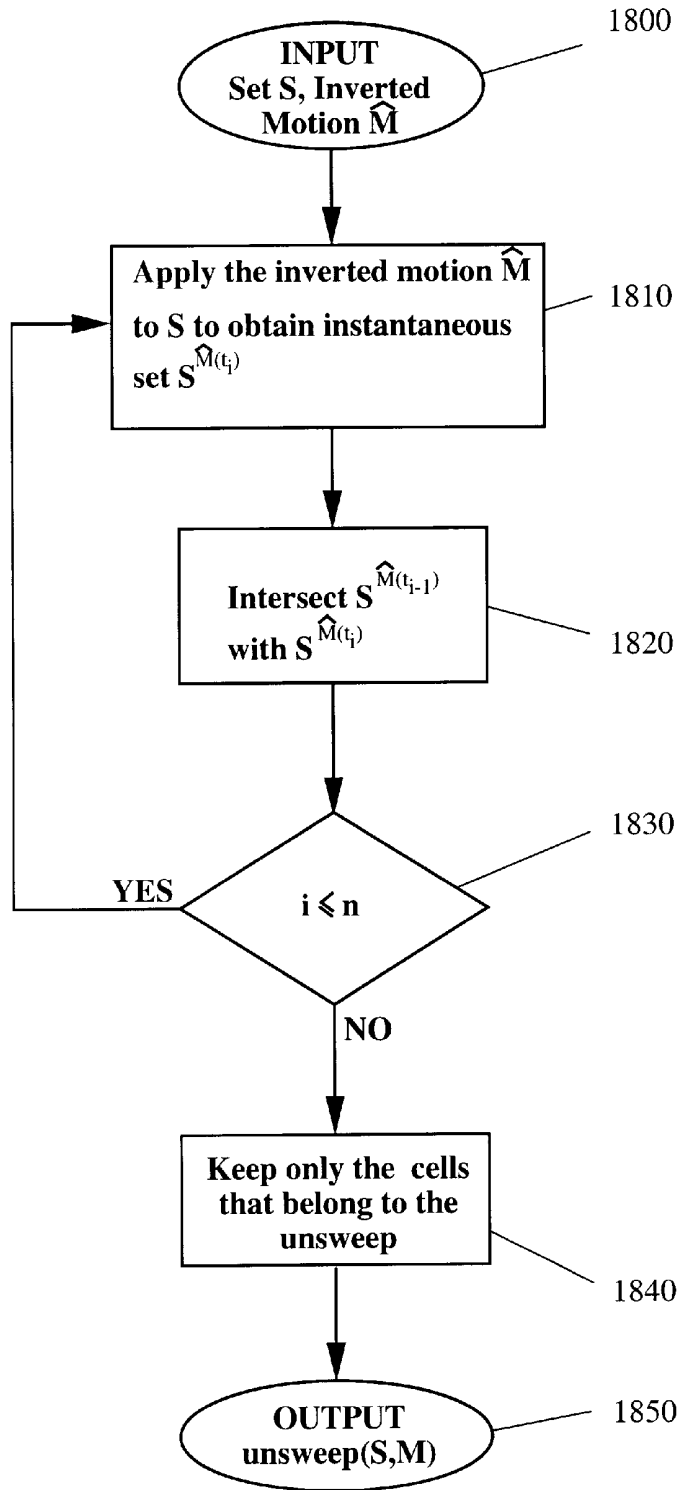 1800
INPUT
Set S, Inverted
Motion M̂
Apply the inverted motion M̂
to S to obtain instantaneous
set S^M̂(t_i)
1810
Intersect S^M̂(t_i-1)
with S^M̂(t_i)
1820
1830
YES
i ⩽ n
NO
Keep only the cells
that belong to the
unsweep
1840
OUTPUT
unsweep(S,M)
1850